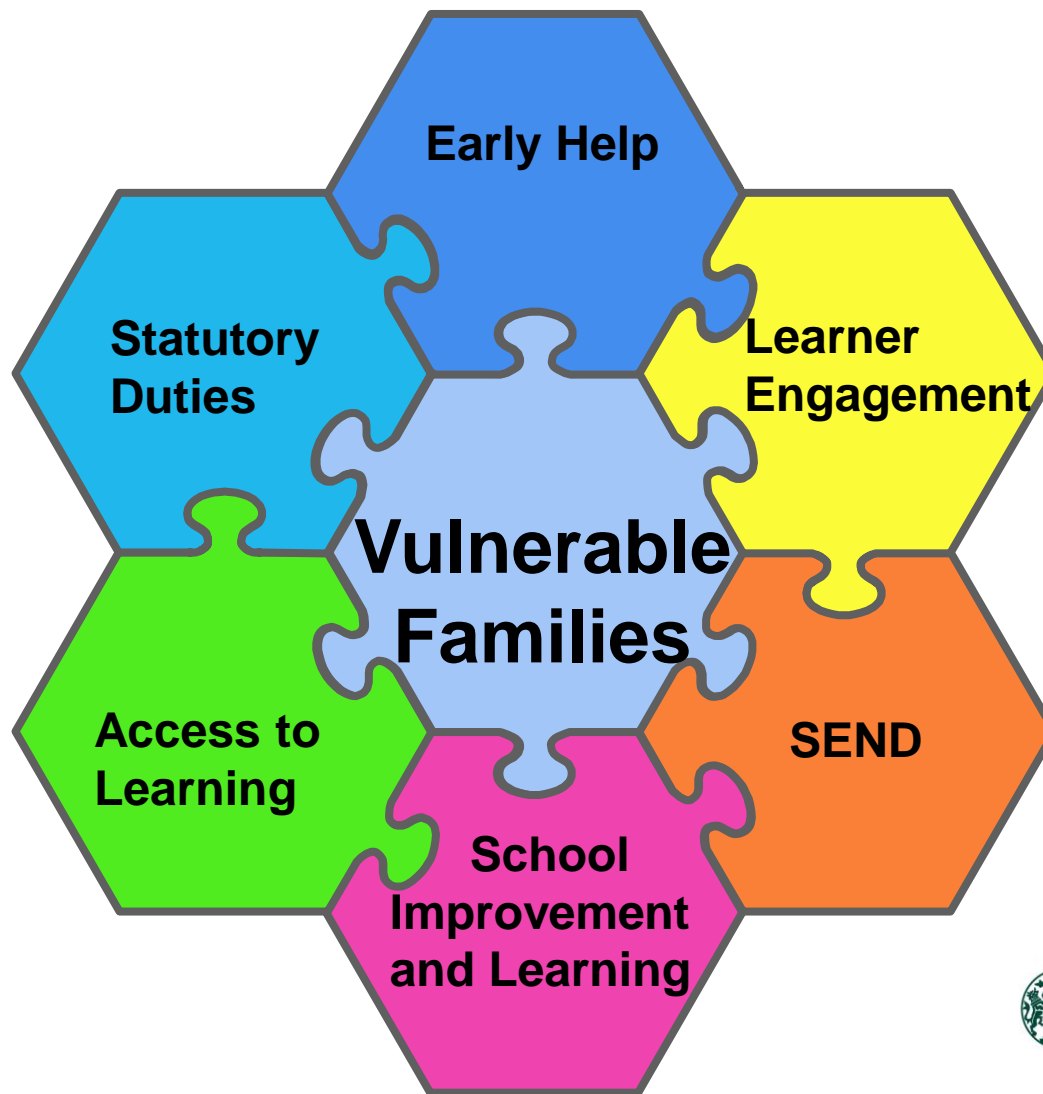 Early Help
Statutory
Duties
Learner
Engagement
Vulnerable
Families
Access to
Learning
SEND
School
Improvement
and Learning